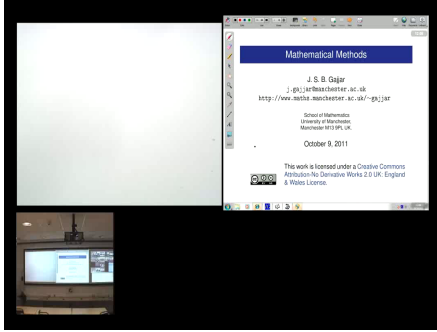 Mathematical Methods
J. S. B. Gajjar
j.gajjar@manchester.ac.uk
http://www.maths.manchester.ac.uk/~gajjar
School of Mathematics
University of Manchester,
Manchester M13 9PL UK.
October 9, 2011
This work is licensed under a Creative Commons
Attribution-No Derivative Works 2.0 UK: England
& Wales License.